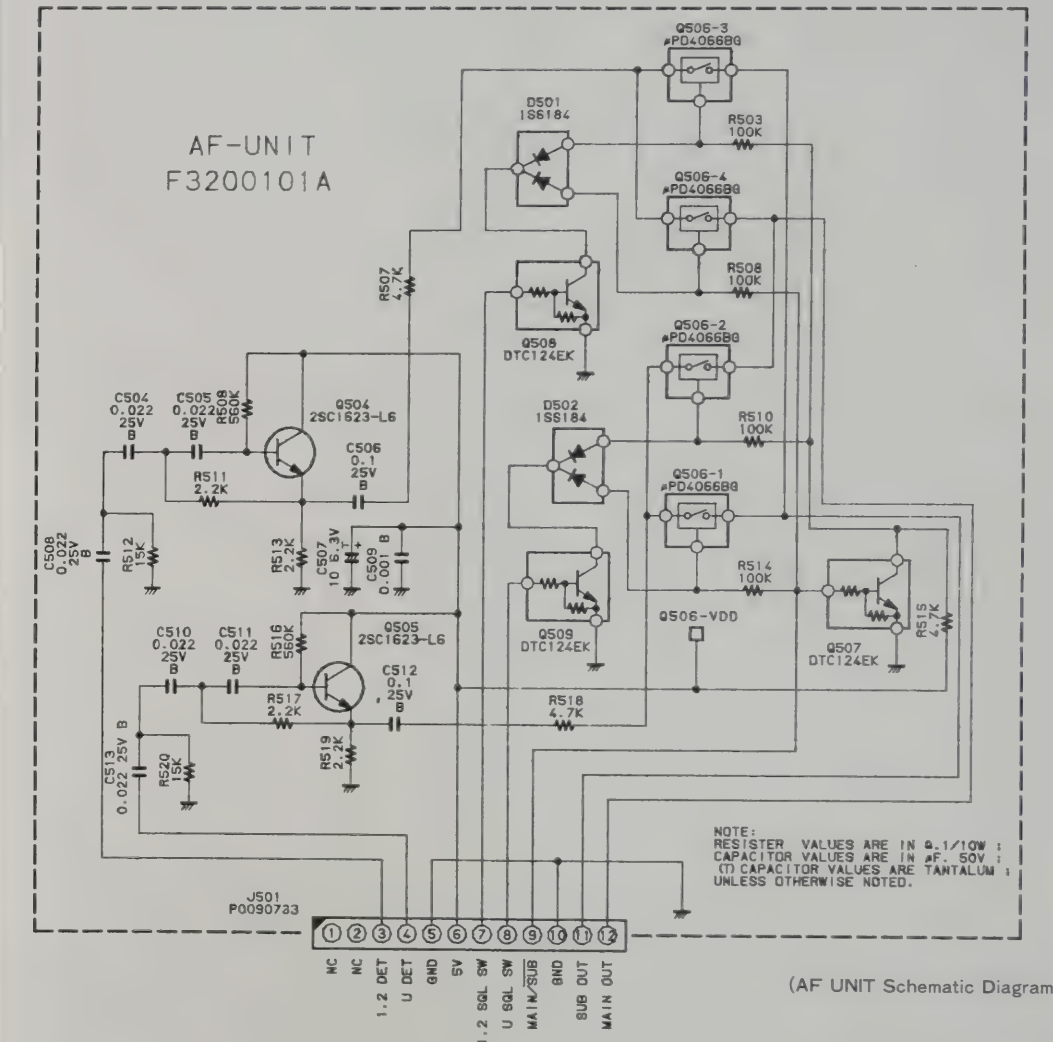 AF-UNIT
F3200101A
Q506-3
μPD4066BG
D501
1SS184
R503
100K
Q506-4
μPD4066BG
R507
4.7K
R508
100K
Q508
DTC124EK
Q506-2
μPD4066BG
C504
0.022
25V
B
C505
0.022
25V
B
R508
560K
Q504
2SC1623-L6
D502
1SS184
R510
100K
C506
0.1
25V
B
R511
2.2K
Q506-1
μPD4066BG
C508
0.022
25V
B
R512
15K
R513
2.2K
C507
10 6.3V
T
+
C509
0.001 B
R514
100K
Q509
DTC124EK
Q506-VDD
Q507
DTC124EK
R515
4.7K
C510
0.022
25V
B
C511
0.022
25V
B
R516
560K
Q505
2SC1623-L6
C512
0.1
25V
B
R517
2.2K
R518
4.7K
R519
2.2K
C513
0.022 25V B
R520
15K
NOTE:
RESISTER VALUES ARE IN Ω.1/10W ;
CAPACITOR VALUES ARE IN μF. 50V ;
(T) CAPACITOR VALUES ARE TANTALUM ;
UNLESS OTHERWISE NOTED.
J501
P0090733
1 2 3 4 5 6 7 8 9 10 11 12
NC
NC
1.2 DET
U DET
GND
5V
1.2 SQL SW
U SQL SW
MAIN/SUB
GND
SUB OUT
MAIN OUT
(AF UNIT Schematic Diagram